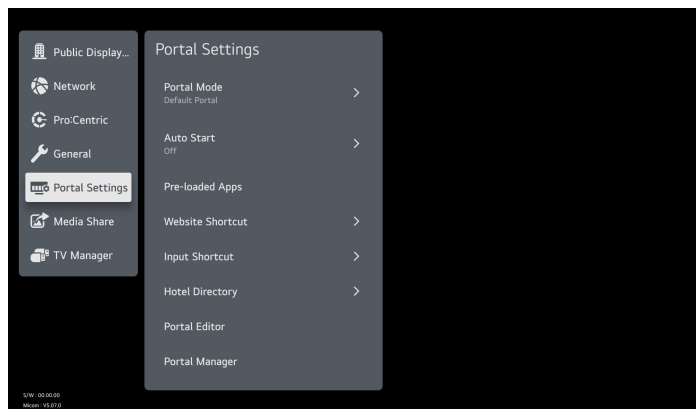 Public Display...
Network
Pro:Centric
General
Portal Settings
Media Share
TV Manager
Portal Settings
Portal Mode
Default Portal
Auto Start
Off
Pre-loaded Apps
Website Shortcut
Input Shortcut
Hotel Directory
Portal Editor
Portal Manager
S/W : 00.00.00
Micom : V5.07.0